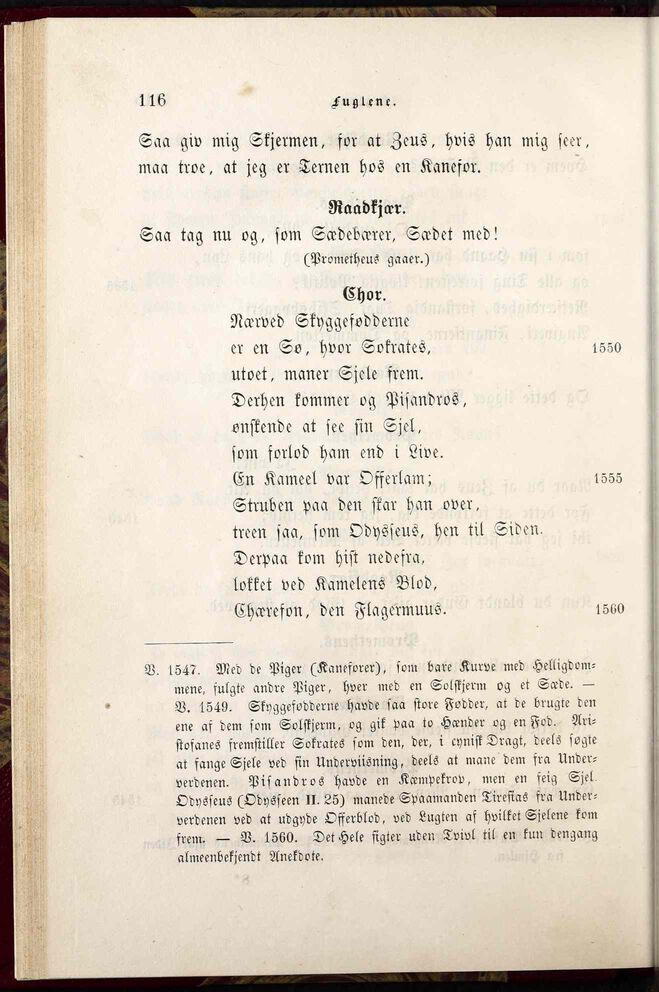 116
Fuglene.
Saa giv mig Skjermen, for at Zeus, hvis han mig seer,
maa troe, at jeg er Ternen hos en Kanefor.
Raadkjær.
Saa tag nu og, som Sædebærer, Sædet med!
(Prometheus gaaer.)
Chor.
Nærved Skyggefødderne
er en Sø, hvor Sokrates, 1550
utoet, maner Sjele frem.
Derhen kommer og Pisandros,
ønskende at see sin Sjel,
som forlod ham end i Live.
En Kameel var Offerlam; 1555
Struben paa den skar han over,
treen saa, som Odysseus, hen til Siden.
Derpaa kom hist nedefra,
lokket ved Kamelens Blod,
Chærefon, den Flagermuus. 1560
V. 1547. Med de Piger (Kaneforer), som bare Kurve med Helligdom-
mene, fulgte andre Piger, hver med en Solskjerm og et Sæde. —
V. 1549. Skyggefødderne havde saa store Fødder, at de brugte den
ene af dem som Solskjerm, og gik paa to Hænder og en Fod. Ari-
stofanes fremstiller Sokrates som den, der, i cynisk Dragt, deels søgte
at fange Sjele ved sin Underviisning, deels at mane dem fra Under-
verdenen. Pisandros havde en Kæmpekrop, men en feig Sjel.
Odysseus (Odysseen II. 25) manede Spaamanden Tiresias fra Under-
verdenen ved at udgyde Offerblod, ved Lugten af hvilket Sjelene kom
frem. — V. 1560. Det Hele sigter uden Tvivl til en kun dengang
almeenbekjendt Anekdote.